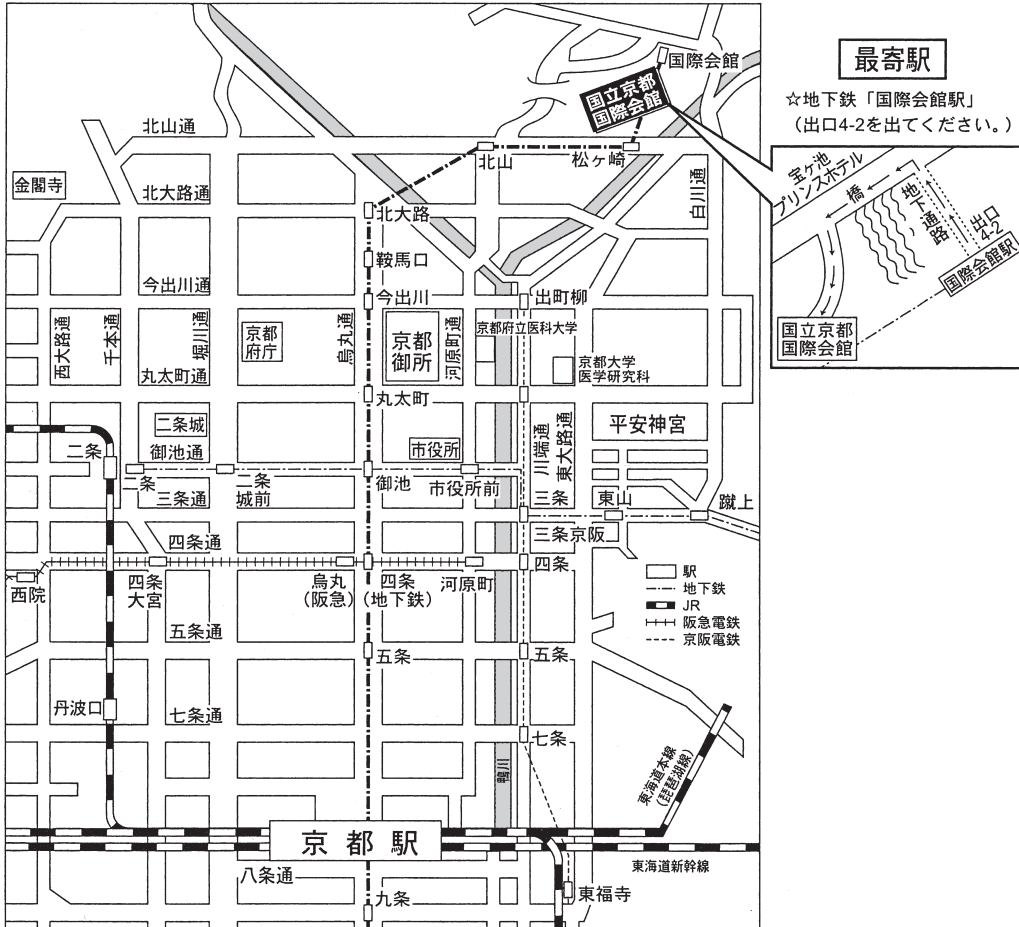 国際会館
国立京都
国際会館
北山通
北山
松ヶ崎
金閣寺
北大路通
北大路
白川通
鞍馬口
今出川通
今出川
出町柳
西大路通
千本通
堀川通
京都
府庁
烏丸通
京都
御所
河原町通
京都府立医科大学
京都大学
医学研究科
丸太町通
丸太町
二条城
市役所
川端通
東大路通
平安神宮
二条
御池通
二条
二条
城前
御池
市役所前
三条通
三条
東山
蹴上
三条京阪
四条通
西院
四条
大宮
烏丸
(阪急)
四条
(地下鉄)
河原町
四条
駅
地下鉄
JR
阪急電鉄
京阪電鉄
五条通
五条
五条
丹波口
七条通
七条
鴨川
東海道本線
(琵琶湖線)
京都駅
東海道新幹線
八条通
九条
東福寺
最寄駅
☆地下鉄「国際会館駅」
(出口4-2を出てください。)
宝ヶ池
プリンスホテル
橋
地下通路
出口
4-2
国際会館駅
国立京都
国際会館